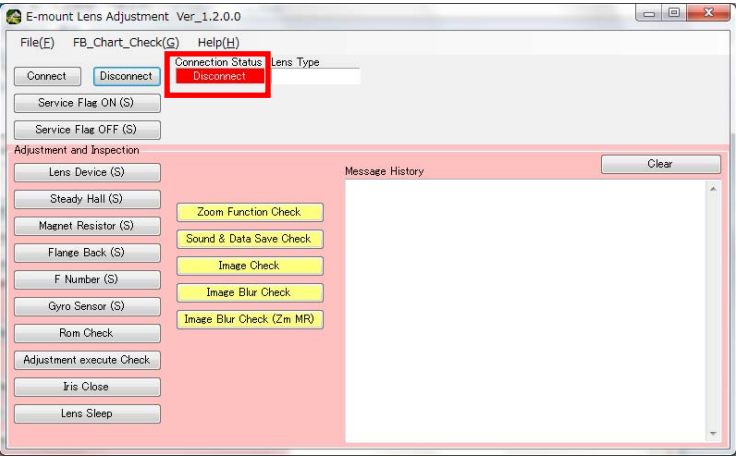 E-mount Lens Adjustment Ver_1.2.0.0
File(F) FB_Chart_Check(G) Help(H)
Connection Status Lens Type
Connect Disconnect Disconnect
Service Flag ON (S)
Service Flag OFF (S)
Adjustment and Inspection
Clear
Lens Device (S)
Message History
Steady Hall (S)
Zoom Function Check
Magnet Resistor (S)
Sound & Data Save Check
Flange Back (S)
Image Check
F Number (S)
Image Blur Check
Gyro Sensor (S)
Image Blur Check (Zm MR)
Rom Check
Adjustment execute Check
Iris Close
Lens Sleep